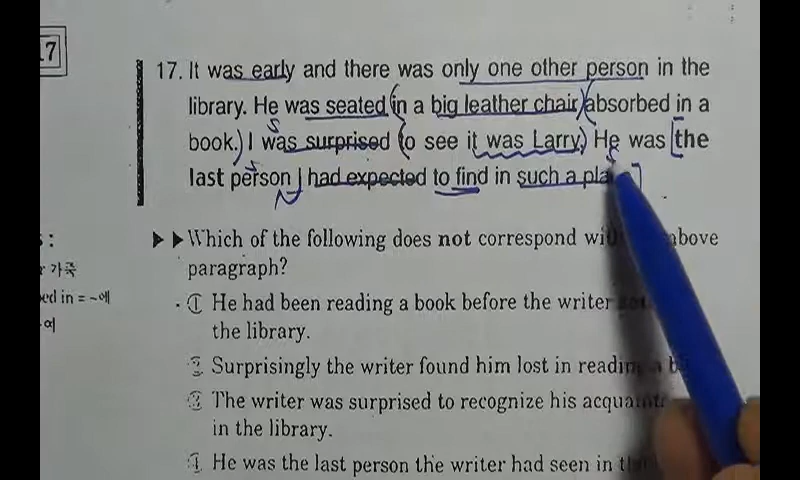 17
17. It was early and there was only one other person in the
library. He was seated in a big leather chair, absorbed in a
book. I was surprised to see it was Larry. He was the
last person I had expected to find in such a
▶▶Which of the following does not correspond above
paragraph?
① He had been reading a book before the writer
the library.
② Surprisingly the writer found him lost in reading
③ The writer was surprised to recognize his
in the library.
④ He was the last person the writer had seen in
가죽
ed in = ~에